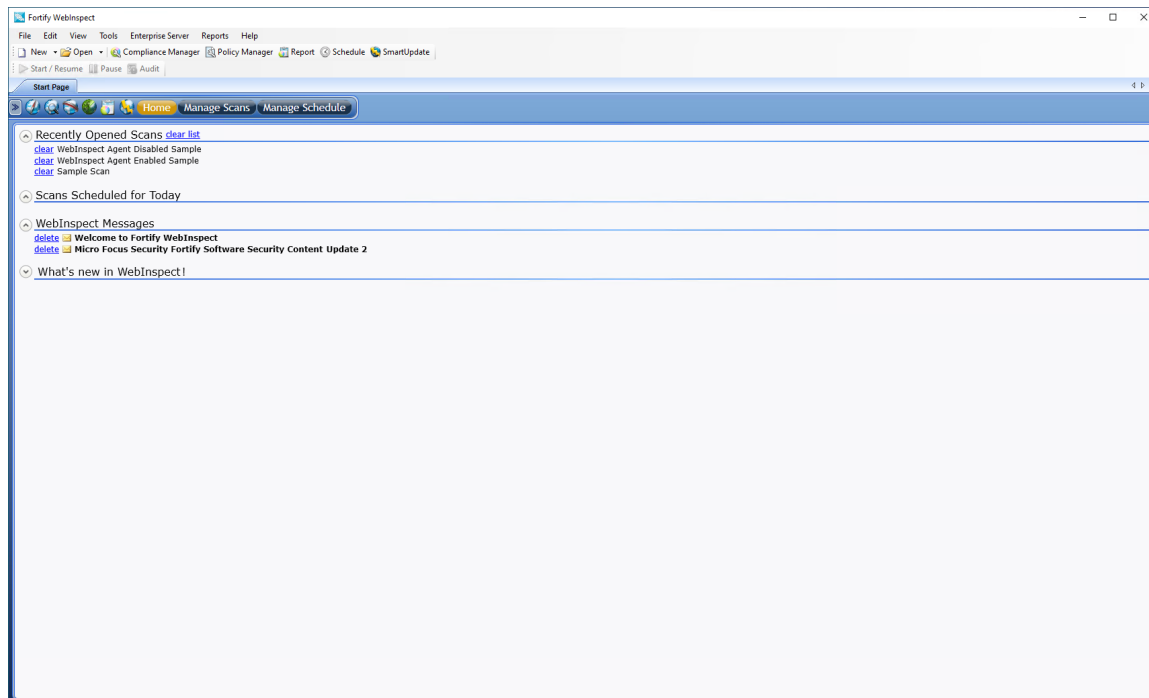 Fortify WebInspect
File Edit View Tools Enterprise Server Reports Help
New Open Compliance Manager Policy Manager Report Schedule SmartUpdate
Start / Resume Pause Audit
Start Page
Home Manage Scans Manage Schedule
Recently Opened Scans clear list
clear WebInspect Agent Disabled Sample
clear WebInspect Agent Enabled Sample
clear Sample Scan
Scans Scheduled for Today
WebInspect Messages
delete Welcome to Fortify WebInspect
delete Micro Focus Security Fortify Software Security Content Update 2
What's new in WebInspect!